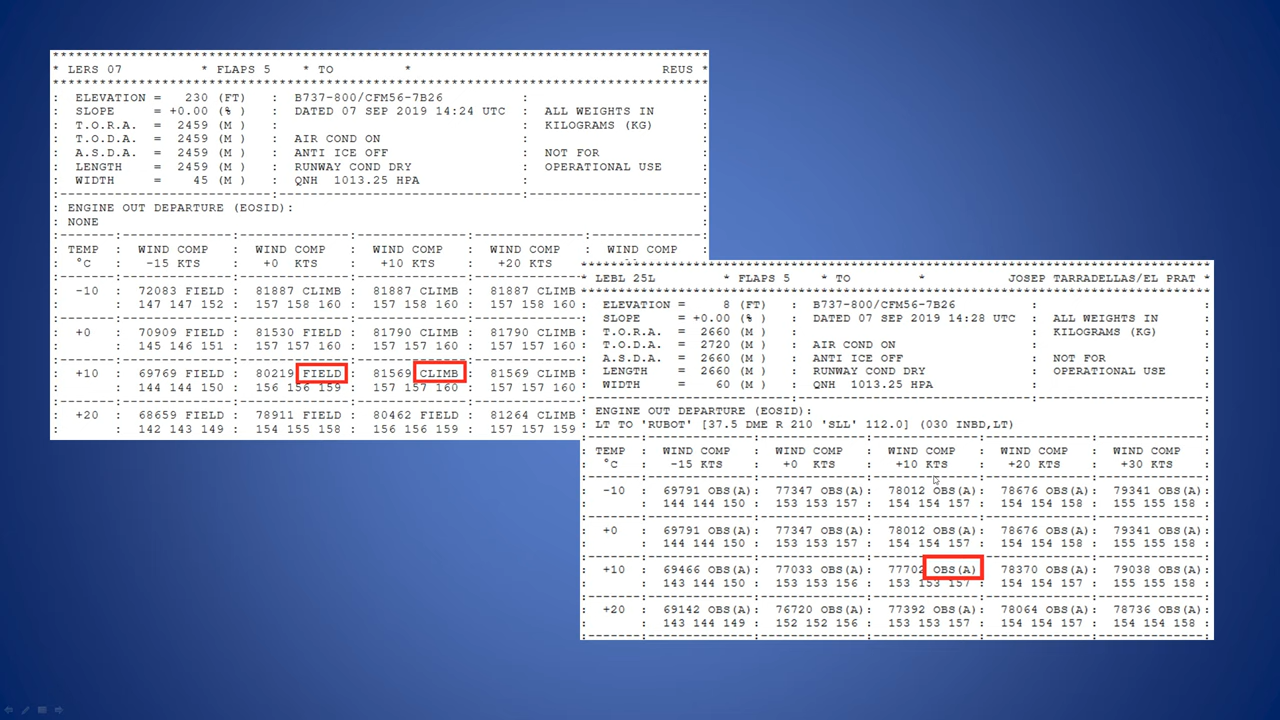 * LERS 07 * FLAPS 5 * TO * REUS *
: ELEVATION = 230 (FT) : B737-800/CFM56-7B26 : :
: SLOPE = +0.00 (% ) : DATED 07 SEP 2019 14:24 UTC : ALL WEIGHTS IN :
: T.O.R.A. = 2459 (M ) : : KILOGRAMS (KG) :
: T.O.D.A. = 2459 (M ) : AIR COND ON : :
: A.S.D.A. = 2459 (M ) : ANTI ICE OFF : NOT FOR :
: LENGTH = 2459 (M ) : RUNWAY COND DRY : OPERATIONAL USE :
: WIDTH = 45 (M ) : QNH 1013.25 HPA : :
: ENGINE OUT DEPARTURE (EOSID): :
: NONE :
: TEMP : WIND COMP : WIND COMP : WIND COMP : WIND COMP : WIND COMP :
: °C : -15 KTS : +0 KTS : +10 KTS : +20 KTS :
: -10 : 72083 FIELD : 81887 CLIMB : 81887 CLIMB : 81887 CLIMB
: : 147 147 152 : 157 158 160 : 157 158 160 : 157 158 160
: +0 : 70909 FIELD : 81530 FIELD : 81790 CLIMB : 81790 CLIMB
: : 145 146 151 : 157 157 160 : 157 158 160 : 157 158 160
: +10 : 69769 FIELD : 80219 FIELD : 81569 CLIMB : 81569 CLIMB
: : 144 144 150 : 156 156 159 : 157 157 160 : 157 157 160
: +20 : 68659 FIELD : 78911 FIELD : 80462 FIELD : 81264 CLIMB
: : 142 143 149 : 154 155 158 : 156 156 159 : 157 157 159
* LEBL 25L * FLAPS 5 * TO * JOSEP TARRADELLAS/EL PRAT *
: ELEVATION = 8 (FT) : B737-800/CFM56-7B26 : :
: SLOPE = +0.00 (% ) : DATED 07 SEP 2019 14:28 UTC : ALL WEIGHTS IN :
: T.O.R.A. = 2660 (M ) : : KILOGRAMS (KG) :
: T.O.D.A. = 2720 (M ) : AIR COND ON : :
: A.S.D.A. = 2660 (M ) : ANTI ICE OFF : NOT FOR :
: LENGTH = 2660 (M ) : RUNWAY COND DRY : OPERATIONAL USE :
: WIDTH = 60 (M ) : QNH 1013.25 HPA : :
: ENGINE OUT DEPARTURE (EOSID): :
: LT TO 'RUBOT' [37.5 DME R 210 'SLL' 112.0] (030 INBD,LT) :
: TEMP : WIND COMP : WIND COMP : WIND COMP : WIND COMP : WIND COMP :
: °C : -15 KTS : +0 KTS : +10 KTS : +20 KTS : +30 KTS :
: -10 : 69791 OBS(A): 77347 OBS(A): 78012 OBS(A): 78676 OBS(A): 79341 OBS(A):
: : 144 144 150 : 153 153 157 : 154 154 157 : 154 154 158 : 155 155 158 :
: +0 : 69791 OBS(A): 77347 OBS(A): 78012 OBS(A): 78676 OBS(A): 79341 OBS(A):
: : 144 144 150 : 153 153 157 : 154 154 157 : 154 154 158 : 155 155 158 :
: +10 : 69466 OBS(A): 77033 OBS(A): 77702 OBS(A): 78370 OBS(A): 79038 OBS(A):
: : 143 144 150 : 153 153 156 : 153 153 157 : 154 154 157 : 155 155 158 :
: +20 : 69142 OBS(A): 76720 OBS(A): 77392 OBS(A): 78064 OBS(A): 78736 OBS(A):
: : 143 144 149 : 152 152 156 : 153 153 157 : 154 154 157 : 154 154 158 :